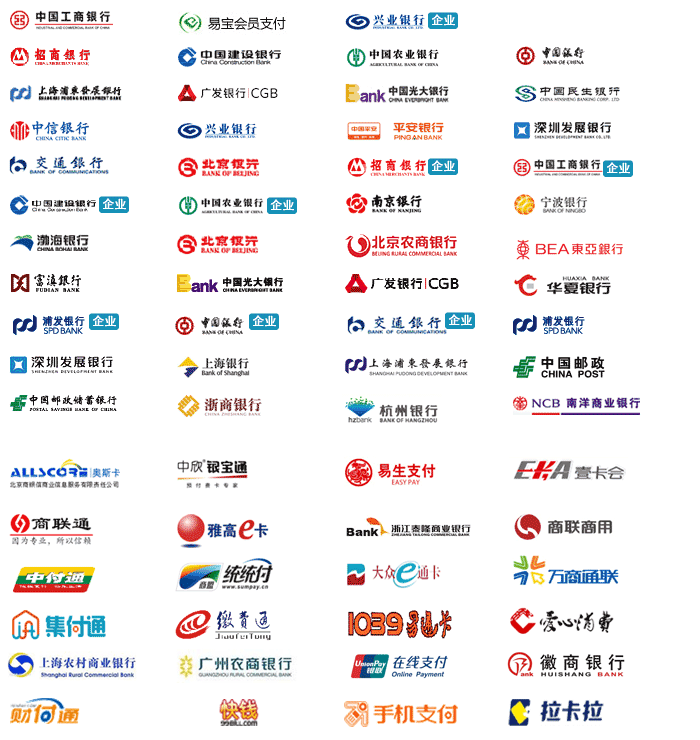 中国工商银行
INDUSTRIAL AND COMMERCIAL BANK OF CHINA
易宝会员支付
兴业银行 企业
INDUSTRIAL BANK CO.,LTD.
招商银行
CHINA MERCHANTS BANK
中国建设银行
China Construction Bank
中国农业银行
AGRICULTURAL BANK OF CHINA
中国银行
BANK OF CHINA
上海浦東發展銀行
SHANGHAI PUDONG DEVELOPMENT BANK
广发银行|CGB
Bank 中国光大银行
CHINA EVERBRIGHT BANK
中国民生银行
CHINA MINSHENG BANKING CORP., LTD
中信银行
CHINA CITIC BANK
兴业银行
INDUSTRIAL BANK CO.,LTD.
中国平安 平安银行
PINGAN BANK
深圳发展银行
SHENZHEN DEVELOPMENT BANK
交通银行
BANK OF COMMUNICATIONS
北京银行
BANK OF BEIJING
招商银行 企业
CHINA MERCHANTS BANK
中国工商银行 企业
INDUSTRIAL AND COMMERCIAL BANK OF CHINA
中国建设银行 企业
China Construction Bank
中国农业银行 企业
AGRICULTURAL BANK OF CHINA
南京银行
BANK OF NANJING
宁波银行
BANK OF NINGBO
渤海银行
CHINA BOHAI BANK
北京银行
BANK OF BEIJING
北京农商银行
BEIJING RURAL COMMERCIAL BANK
BEA東亞銀行
富滇银行
FUDIAN BANK
Bank 中国光大银行
CHINA EVERBRIGHT BANK
广发银行|CGB
HUAXIA BANK
华夏银行
浦发银行 企业
SPD BANK
中国银行 企业
BANK OF CHINA
交通银行 企业
BANK OF COMMUNICATIONS
浦发银行
SPD BANK
深圳发展银行
SHENZHEN DEVELOPMENT BANK
上海银行
Bank of Shanghai
上海浦東發展銀行
SHANGHAI PUDONG DEVELOPMENT BANK
中国邮政
CHINA POST
中国邮政储蓄银行
POSTAL SAVINGS BANK OF CHINA
浙商银行
CHINA ZHESHANG BANK
杭州银行
hzbank BANK OF HANGZHOU
NCB 南洋商业银行
ALLSCORE|奥斯卡
北京商银信商业信息服务有限责任公司
中欣银宝通
预付费卡专家
易生支付
EASY PAY
壹卡会
商联通
因为专业，所以信赖
雅高e卡
Bank 浙江泰隆商业银行
ZHEJIANG TAILONG COMMERCIAL BANK
商联商用
中付通
商盟 统统付
www.sumpay.cn
大众e通卡
万商通联
集付通
缴费通
JiaoFeiTong
1039易通卡
爱心消费
上海农村商业银行
Shanghai Rural Commercial Bank
广州农商银行
GUANGZHOU RURAL COMMERCIAL BANK
UnionPay 银联 在线支付
Online Payment
ank 徽商银行
HUISHANG BANK
财付通
快钱
99BILL.COM
手机支付
拉卡拉